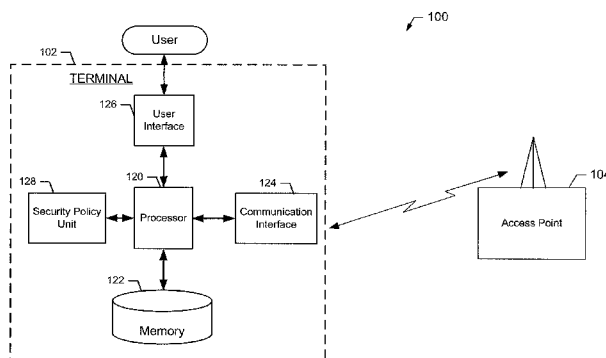 100
User
102
TERMINAL
126
User
Interface
128
120
124
104
Security Policy
Unit
Processor
Communication
Interface
Access Point
122
Memory